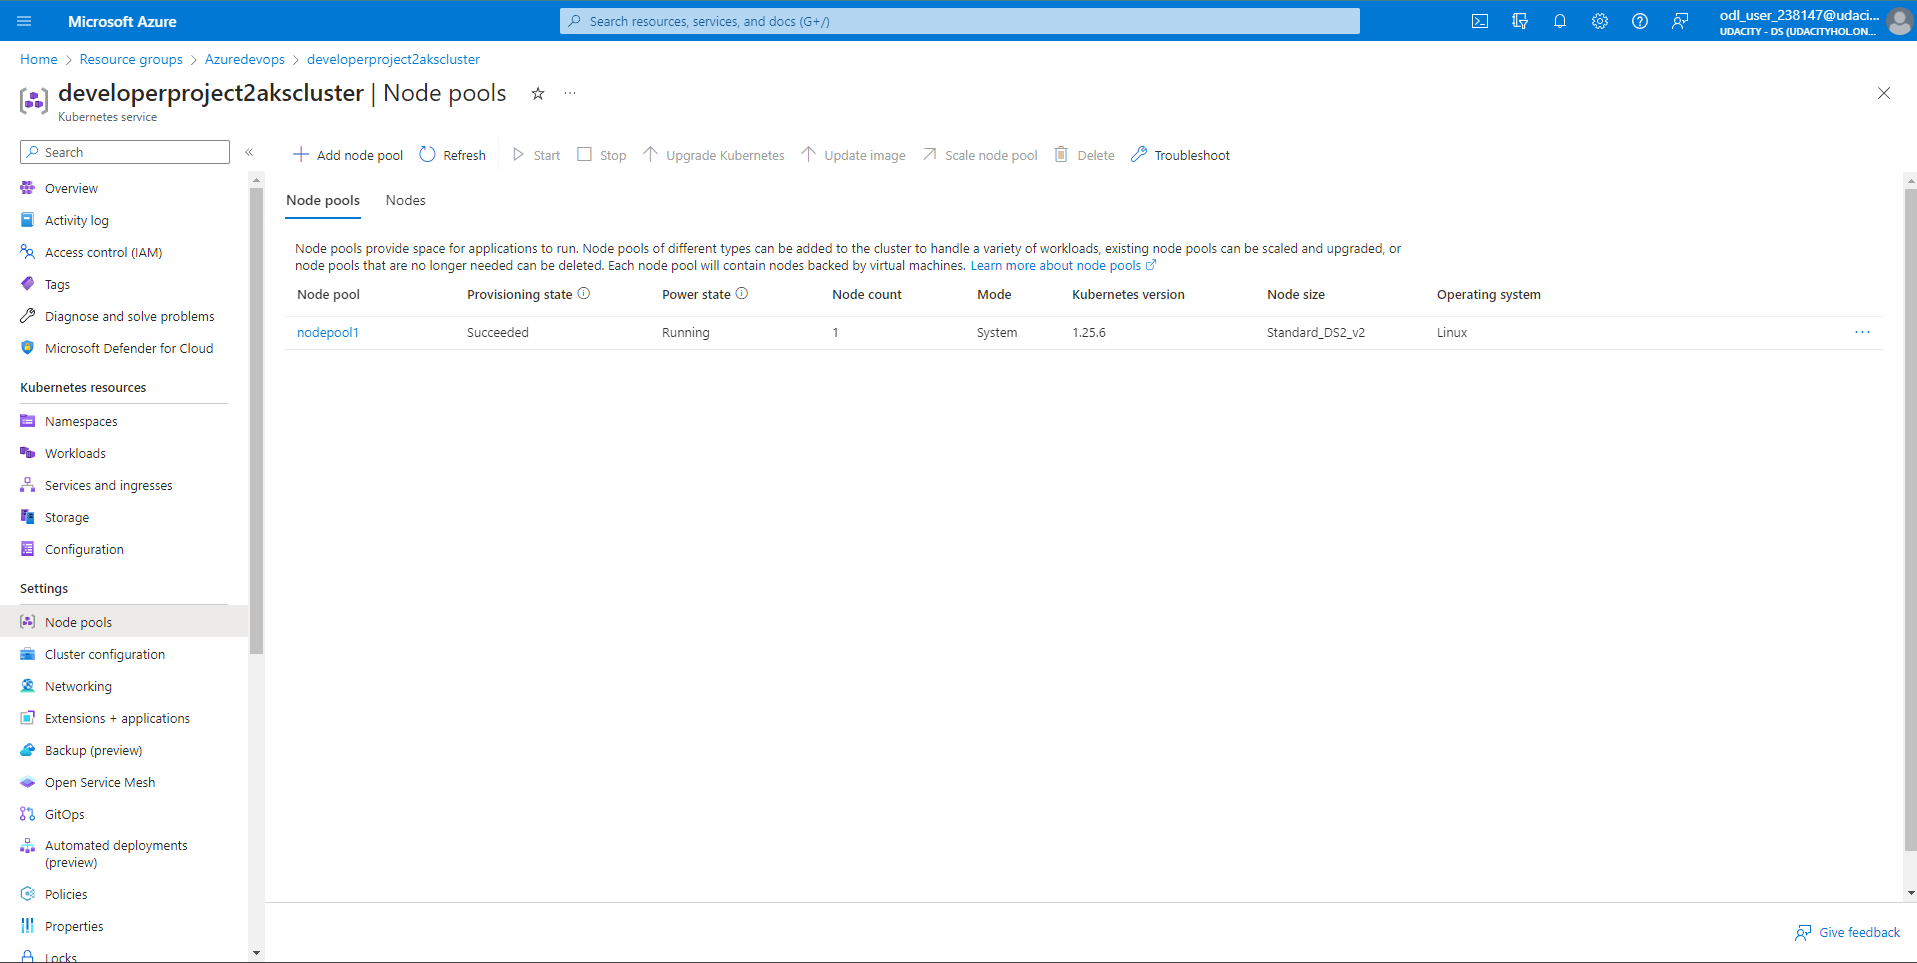 Microsoft Azure
Search resources, services, and docs (G+/)
odl_user_238147@udaci...
UDACITY - DS (UDACITYHOL.ON...
Home > Resource groups > Azuredevops > developerproject2akscluster
developerproject2akscluster | Node pools
Kubernetes service
Search
Add node pool Refresh Start Stop Upgrade Kubernetes Update image Scale node pool Delete Troubleshoot
Overview
Activity log
Access control (IAM)
Tags
Diagnose and solve problems
Microsoft Defender for Cloud
Kubernetes resources
Namespaces
Workloads
Services and ingresses
Storage
Configuration
Settings
Node pools
Cluster configuration
Networking
Extensions + applications
Backup (preview)
Open Service Mesh
GitOps
Automated deployments
(preview)
Policies
Properties
Locks
Node pools Nodes
Node pools provide space for applications to run. Node pools of different types can be added to the cluster to handle a variety of workloads, existing node pools can be scaled and upgraded, or
node pools that are no longer needed can be deleted. Each node pool will contain nodes backed by virtual machines. Learn more about node pools
Node pool Provisioning state Power state Node count Mode Kubernetes version Node size Operating system
nodepool1 Succeeded Running 1 System 1.25.6 Standard_DS2_v2 Linux
Give feedback